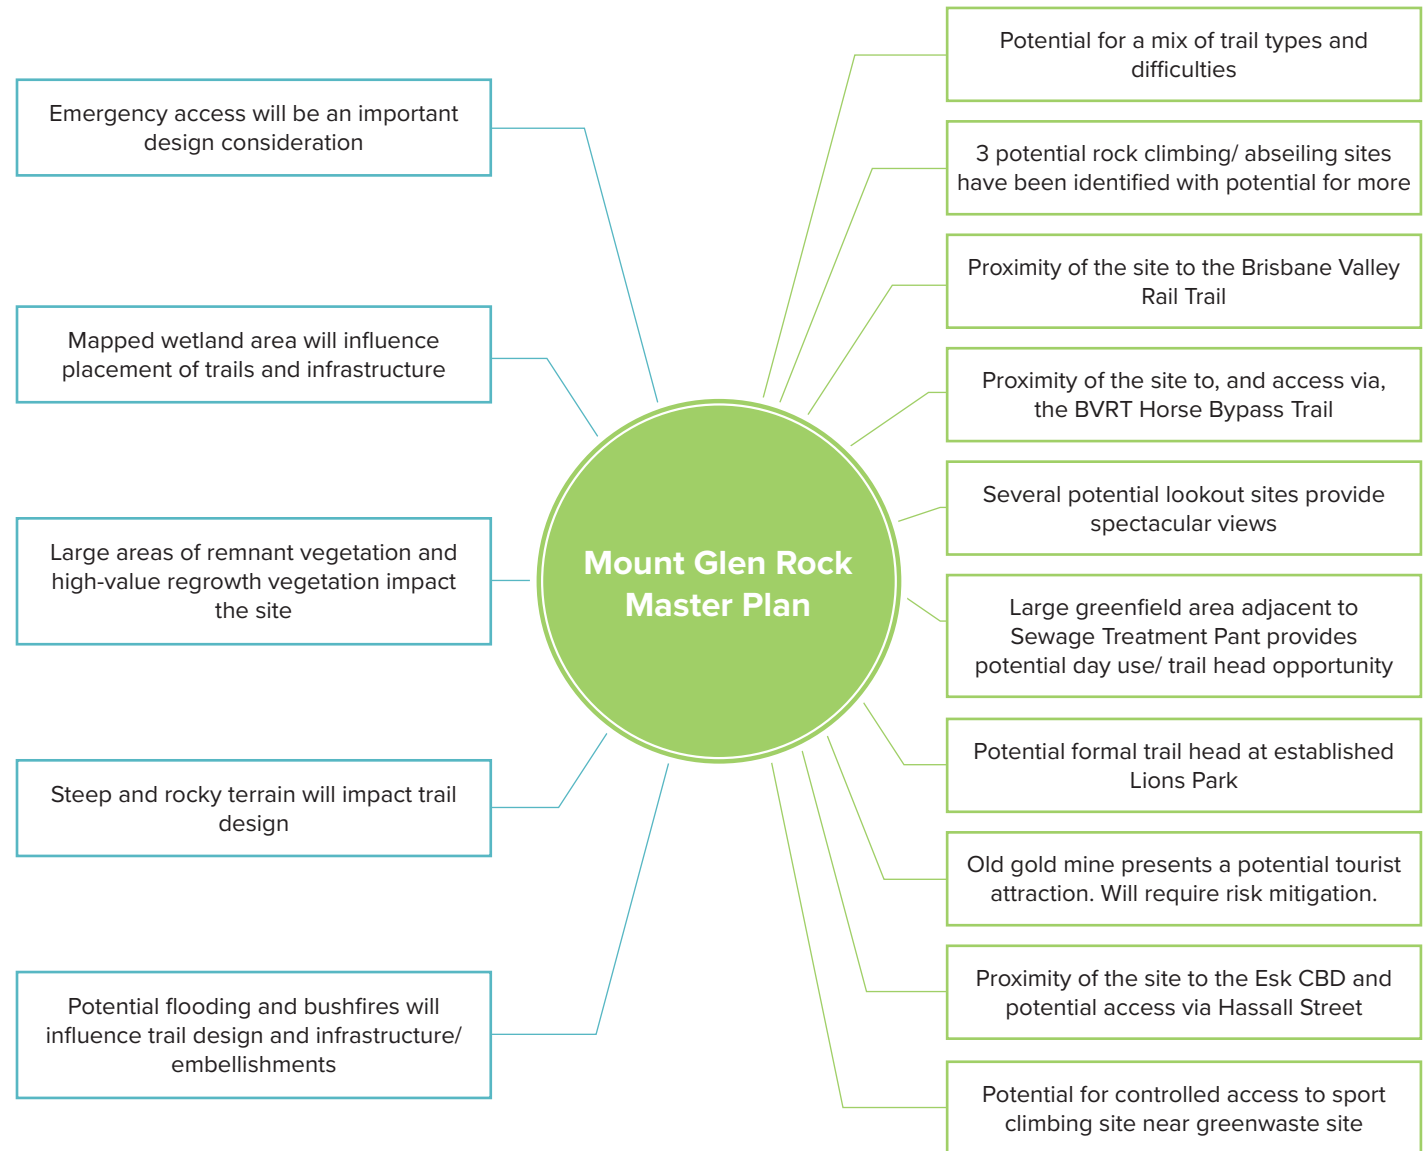 Emergency access will be an important
design consideration
Mapped wetland area will influence
placement of trails and infrastructure
Large areas of remnant vegetation and
high-value regrowth vegetation impact
the site
Steep and rocky terrain will impact trail
design
Potential flooding and bushfires will
influence trail design and infrastructure/
embellishments
Mount Glen Rock
Master Plan
Potential for a mix of trail types and
difficulties
3 potential rock climbing/ abseiling sites
have been identified with potential for more
Proximity of the site to the Brisbane Valley
Rail Trail
Proximity of the site to, and access via,
the BVRT Horse Bypass Trail
Several potential lookout sites provide
spectacular views
Large greenfield area adjacent to
Sewage Treatment Pant provides
potential day use/ trail head opportunity
Potential formal trail head at established
Lions Park
Old gold mine presents a potential tourist
attraction. Will require risk mitigation.
Proximity of the site to the Esk CBD and
potential access via Hassall Street
Potential for controlled access to sport
climbing site near greenwaste site